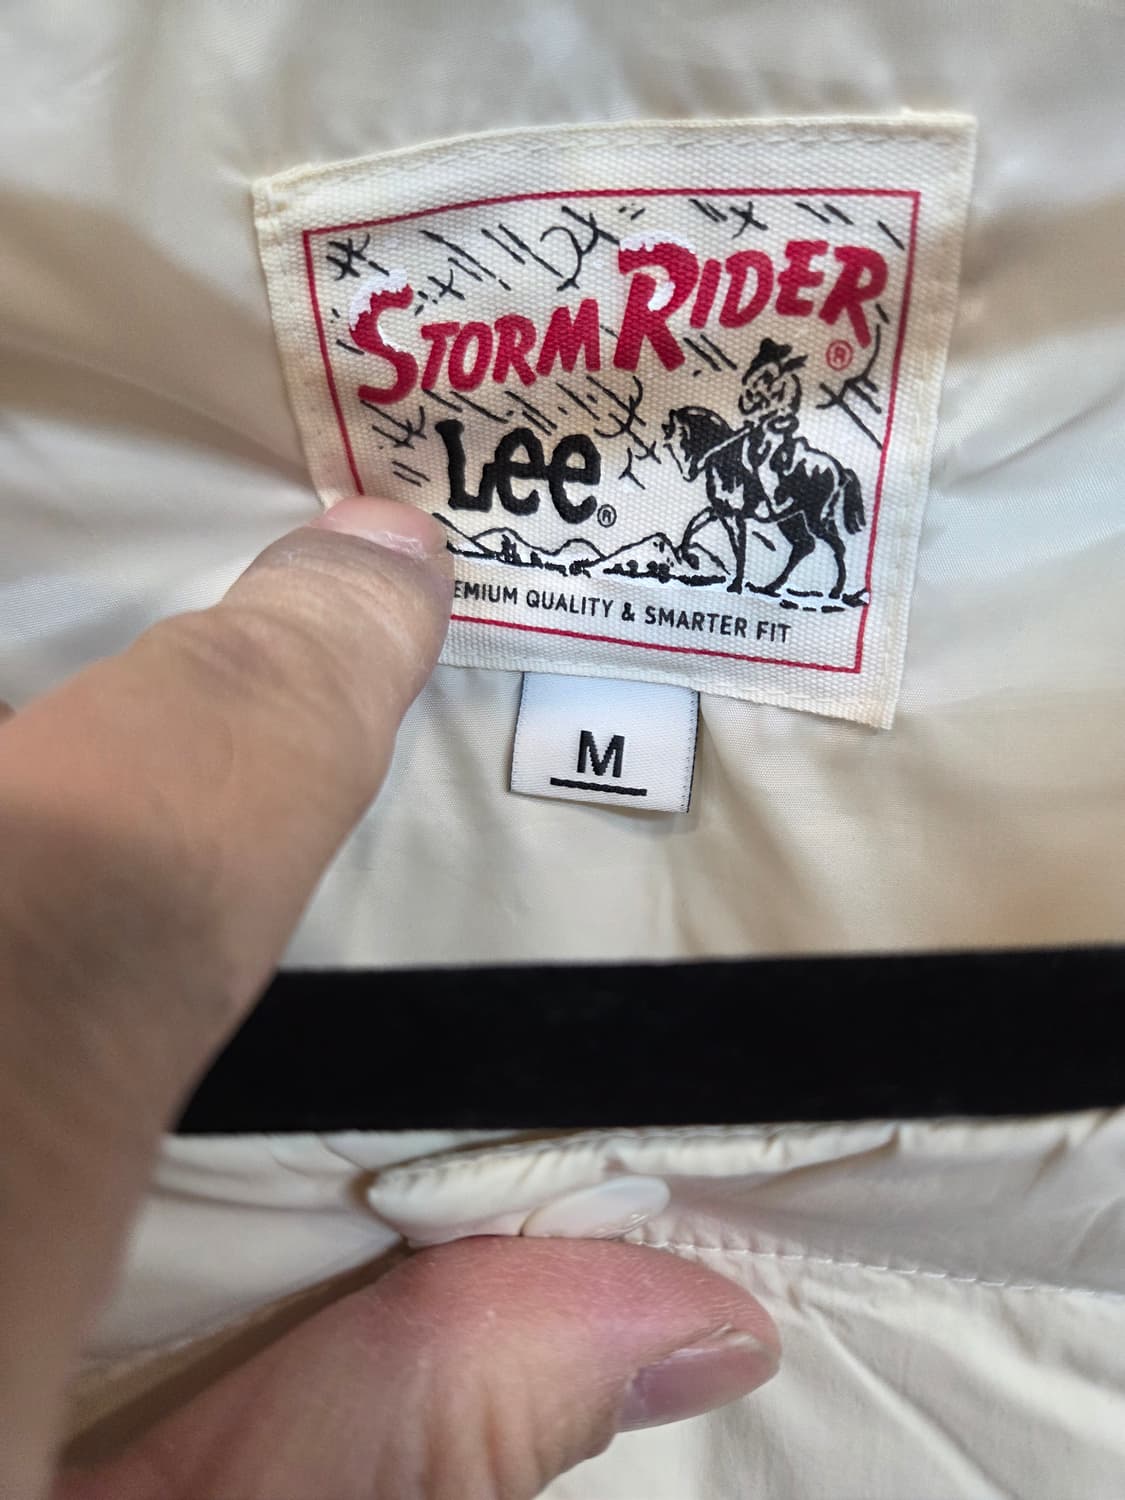 STORM RIDER ®
Lee ®
EMIUM QUALITY & SMARTER FIT
M